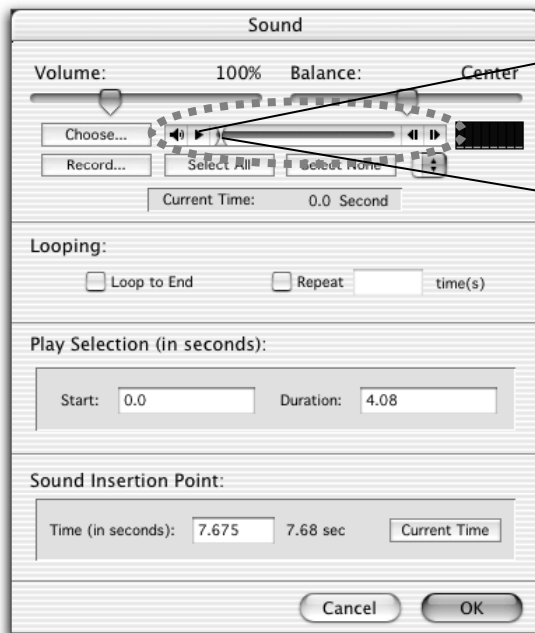 Sound
Volume: 100% Balance: Center
Choose...
Record... Select All Select None
Current Time: 0.0 Second
Looping:
Loop to End Repeat time(s)
Play Selection (in seconds):
Start: 0.0 Duration: 4.08
Sound Insertion Point:
Time (in seconds): 7.675 7.68 sec Current Time
Cancel OK